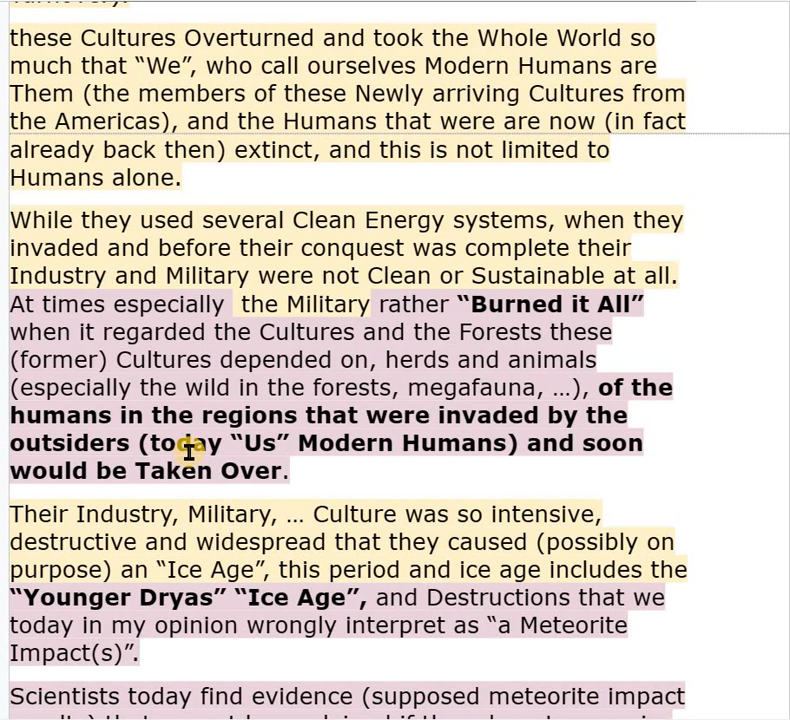 these Cultures Overturned and took the Whole World so
much that “We”, who call ourselves Modern Humans are
Them (the members of these Newly arriving Cultures from
the Americas), and the Humans that were are now (in fact
already back then) extinct, and this is not limited to
Humans alone.
While they used several Clean Energy systems, when they
invaded and before their conquest was complete their
Industry and Military were not Clean or Sustainable at all.
At times especially the Military rather “Burned it All”
when it regarded the Cultures and the Forests these
(former) Cultures depended on, herds and animals
(especially the wild in the forests, megafauna, …), of the
humans in the regions that were invaded by the
outsiders (today “Us” Modern Humans) and soon
would be Taken Over.
Their Industry, Military, … Culture was so intensive,
destructive and widespread that they caused (possibly on
purpose) an “Ice Age”, this period and ice age includes the
“Younger Dryas” “Ice Age”, and Destructions that we
today in my opinion wrongly interpret as “a Meteorite
Impact(s)”.
Scientists today find evidence (supposed meteorite impact